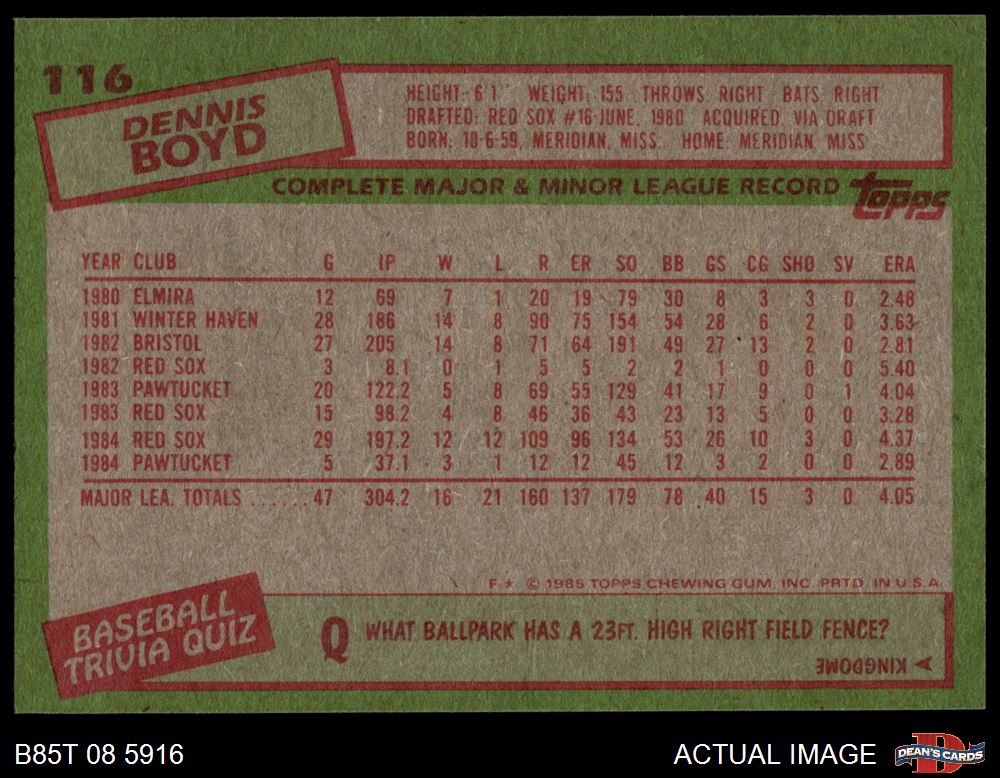 116
DENNIS
BOYD
HEIGHT: 6'1" WEIGHT: 155 THROWS: RIGHT BATS: RIGHT
DRAFTED: RED SOX #16-JUNE, 1980 ACQUIRED: VIA DRAFT
BORN: 10-6-59, MERIDIAN, MISS. HOME: MERIDIAN, MISS.
COMPLETE MAJOR & MINOR LEAGUE RECORD topps
YEAR CLUB G IP W L R ER SO BB GS CG SHO SV ERA
1980 ELMIRA 12 69 7 1 20 19 79 30 8 3 3 0 2.48
1981 WINTER HAVEN 28 186 14 8 90 75 154 54 28 6 2 0 3.63
1982 BRISTOL 27 205 14 8 71 64 191 49 27 13 2 0 2.81
1982 RED SOX 3 8.1 0 1 5 5 2 2 1 0 0 0 5.40
1983 PAWTUCKET 20 122.2 5 8 69 55 129 41 17 9 0 1 4.04
1983 RED SOX 15 98.2 4 8 46 36 43 23 13 5 0 0 3.28
1984 RED SOX 29 197.2 12 12 109 96 134 53 26 10 3 0 4.37
1984 PAWTUCKET 5 37.1 3 1 12 12 45 12 3 2 0 0 2.89
MAJOR LEA. TOTALS ...... 47 304.2 16 21 160 137 179 78 40 15 3 0 4.05
F★ © 1985 TOPPS CHEWING GUM, INC. PRTD. IN U.S.A.
BASEBALL
TRIVIA QUIZ
Q WHAT BALLPARK HAS A 23FT. HIGH RIGHT FIELD FENCE?
A KINGDOME
B85T 08 5916
ACTUAL IMAGE
DEAN'S CARDS